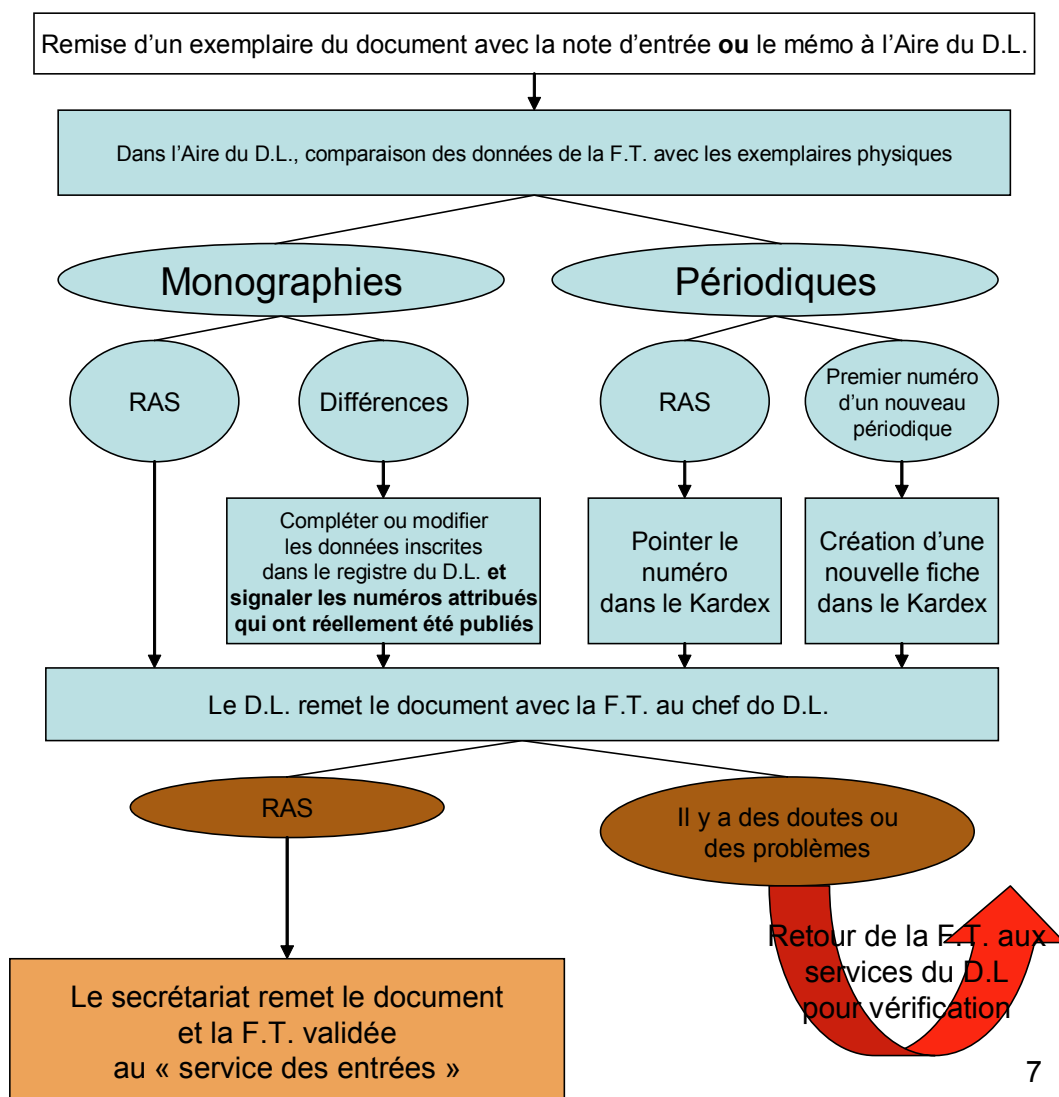 Remise d’un exemplaire du document avec la note d’entrée ou le mémo à l’Aire du D.L.
Dans l’Aire du D.L., comparaison des données de la F.T. avec les exemplaires physiques
Monographies
Périodiques
RAS
Différences
RAS
Premier numéro
d’un nouveau
périodique
Compléter ou modifier
les données inscrites
dans le registre du D.L. et
signaler les numéros attribués
qui ont réellement été publiés
Pointer le
numéro
dans le Kardex
Création d’une
nouvelle fiche
dans le Kardex
Le D.L. remet le document avec la F.T. au chef do D.L.
RAS
Il y a des doutes ou
des problèmes
Retour de la F.T. aux
services du D.L
pour vérification
Le secrétariat remet le document
et la F.T. validée
au « service des entrées »
7